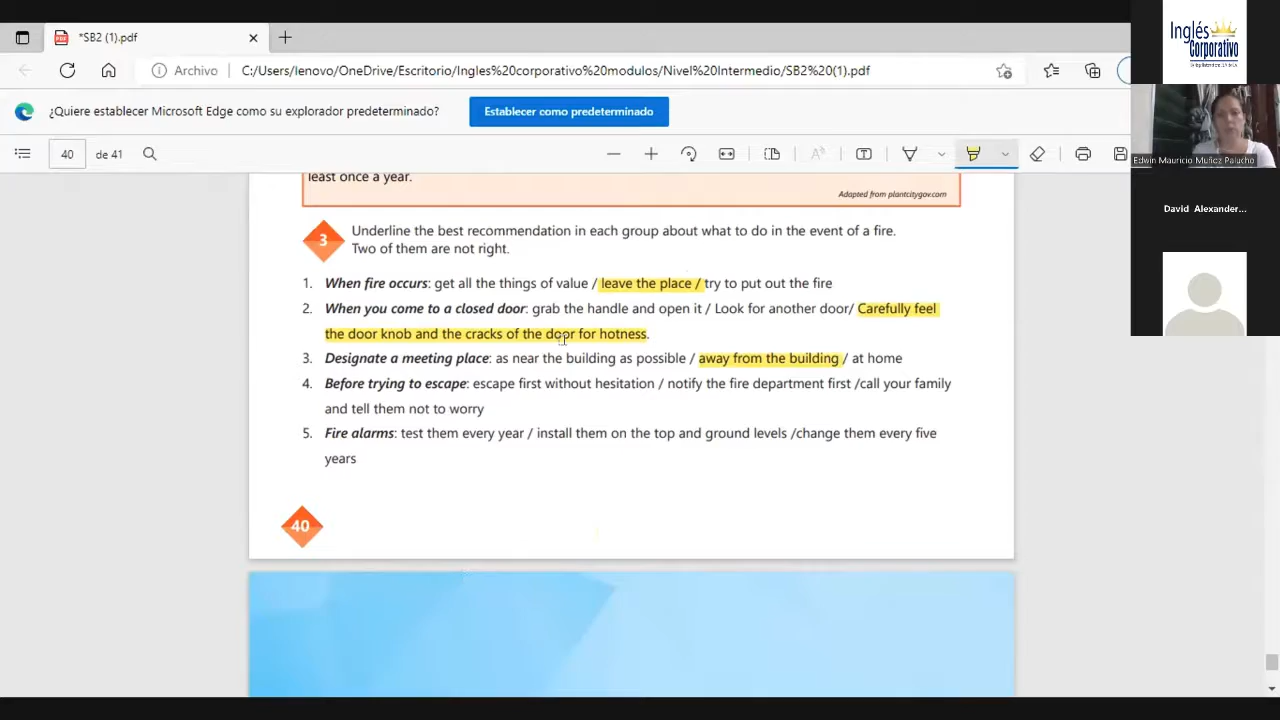 *SB2 (1).pdf
Archivo
C:/Users/lenovo/OneDrive/Escritorio/Ingles%20Corporativo%20modulos/Nivel%20Intermedio/SB2%20(1).pdf
¿Quiere establecer Microsoft Edge como su explorador predeterminado?
Establecer como predeterminado
40
de 41
Inglés
Corporativo
Edwin Mauricio Muñoz Palucho
David Alexander...
least once a year.
Adapted from plantcitygov.com
3
Underline the best recommendation in each group about what to do in the event of a fire.
Two of them are not right.
1. When fire occurs: get all the things of value / leave the place / try to put out the fire
2. When you come to a closed door: grab the handle and open it / Look for another door/ Carefully feel
the door knob and the cracks of the door for hotness.
3. Designate a meeting place: as near the building as possible / away from the building / at home
4. Before trying to escape: escape first without hesitation / notify the fire department first /call your family
and tell them not to worry
5. Fire alarms: test them every year / install them on the top and ground levels /change them every five
years
40